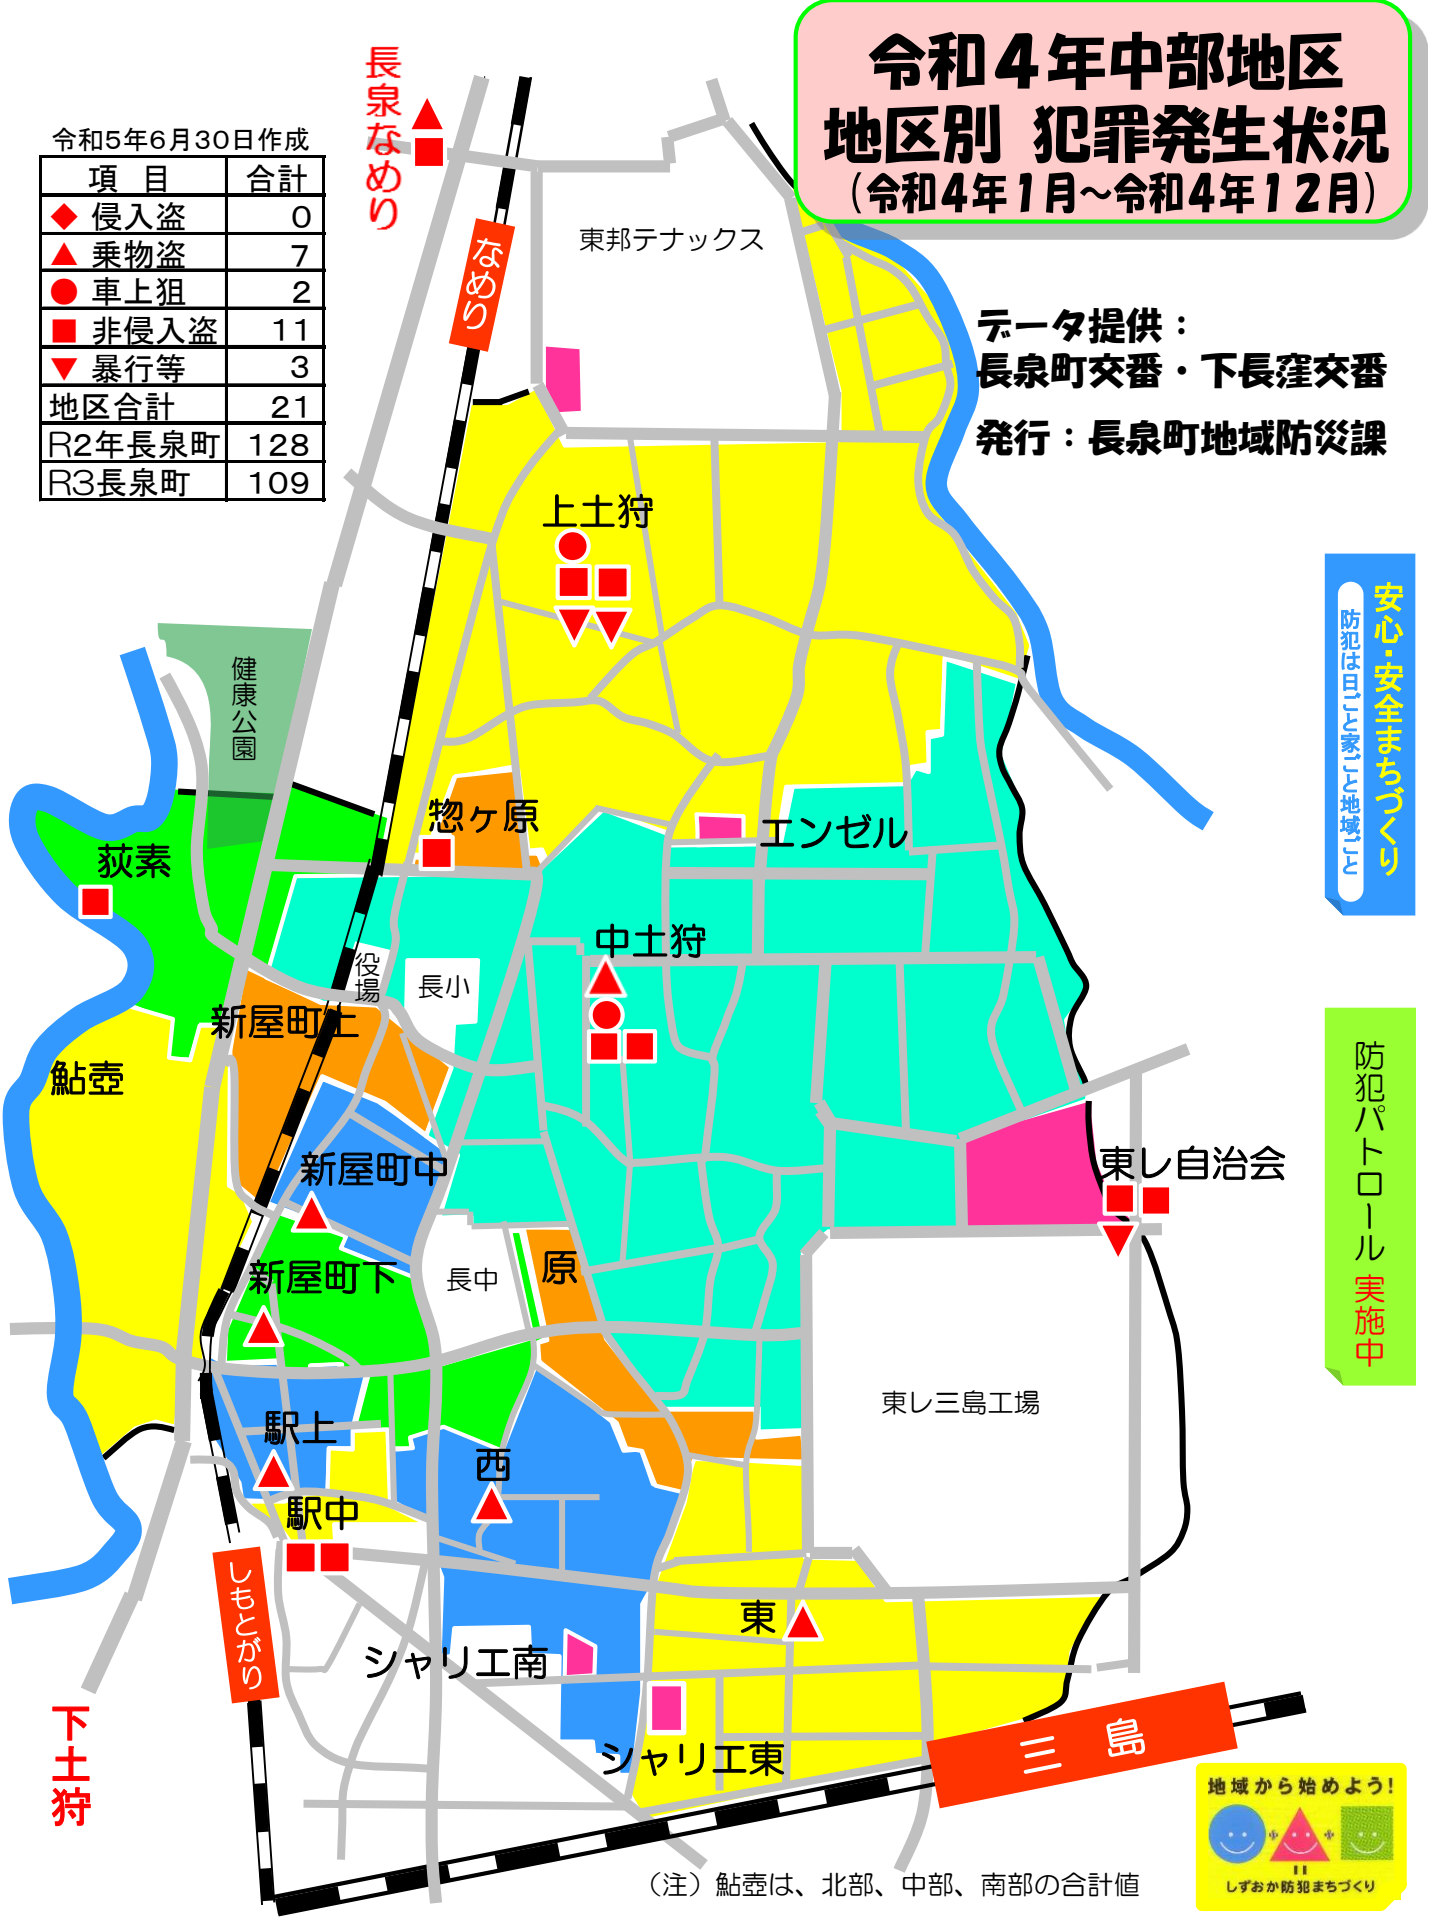 令和４年中部地区
地区別 犯罪発生状況
（令和４年１月～令和４年１２月）
令和5年6月30日作成
項 目 合計
◆ 侵入盗 0
▲ 乗物盗 7
● 車上狙 2
■ 非侵入盗 11
▼ 暴行等 3
地区合計 21
R2年長泉町 128
R3長泉町 109
長泉なめり
なめり
東邦テナックス
データ提供：
長泉町交番・下長窪交番
発行：長泉町地域防災課
上土狩
安心・安全まちづくり
防犯は日ごと家ごと地域ごと
健康公園
惣ヶ原
エンゼル
荻素
中土狩
役場
長小
新屋町上
鮎壺
防犯パトロール 実施中
新屋町中
東レ自治会
新屋町下
長中
原
東レ三島工場
駅上
西
駅中
しもとがり
東
シャリエ南
シャリエ東
下土狩
三 島
地域から始めよう!
しずおか防犯まちづくり
（注）鮎壺は、北部、中部、南部の合計値